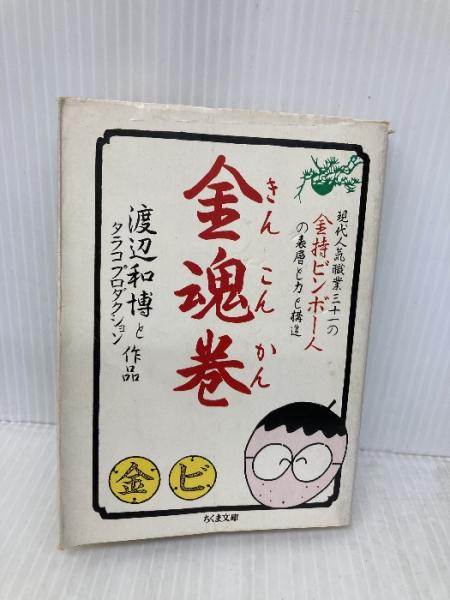 現代人気職業三十一の
金持ビンボー人
の表層と力と構造
金魂巻
きんこんかん
渡辺和博と
タラコプロダクション
作品
金
ビ
ちくま文庫